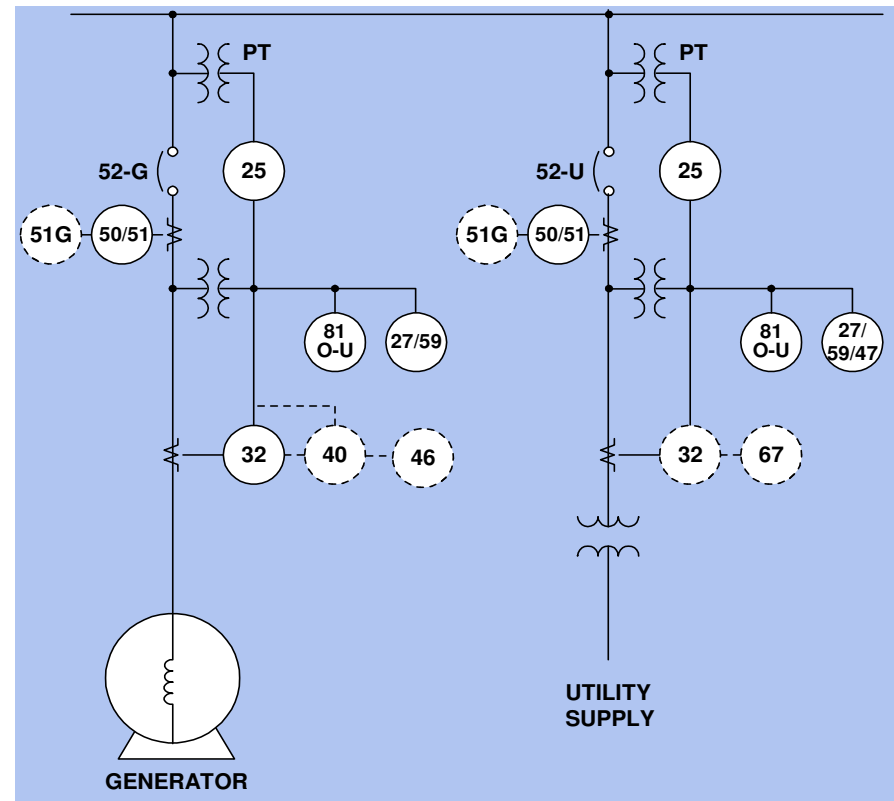 PT
PT
52-G
25
52-U
25
51G
50/51
51G
50/51
81
O-U
27/59
81
O-U
27/
59/47
32
40
46
32
67
UTILITY
SUPPLY
GENERATOR